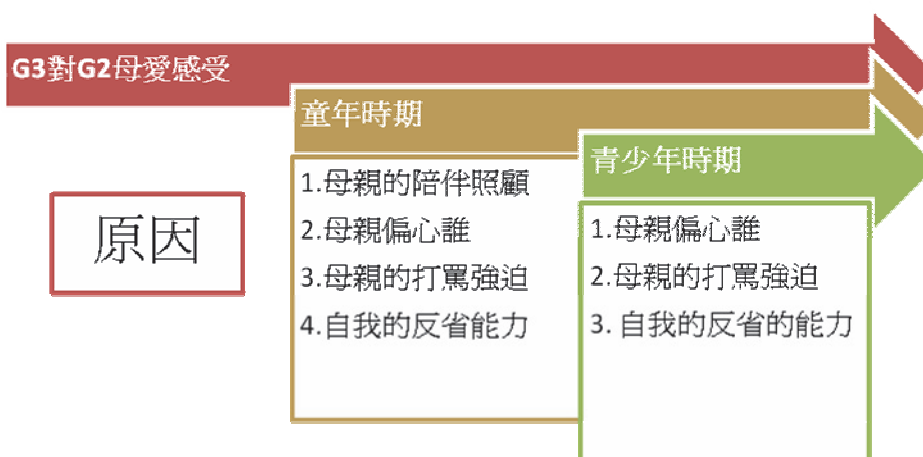 G3對G2母愛感受
童年時期
青少年時期
原因
1.母親的陪伴照顧
2.母親偏心誰
3.母親的打罵強迫
4.自我的反省能力
1.母親偏心誰
2.母親的打罵強迫
3. 自我的反省的能力